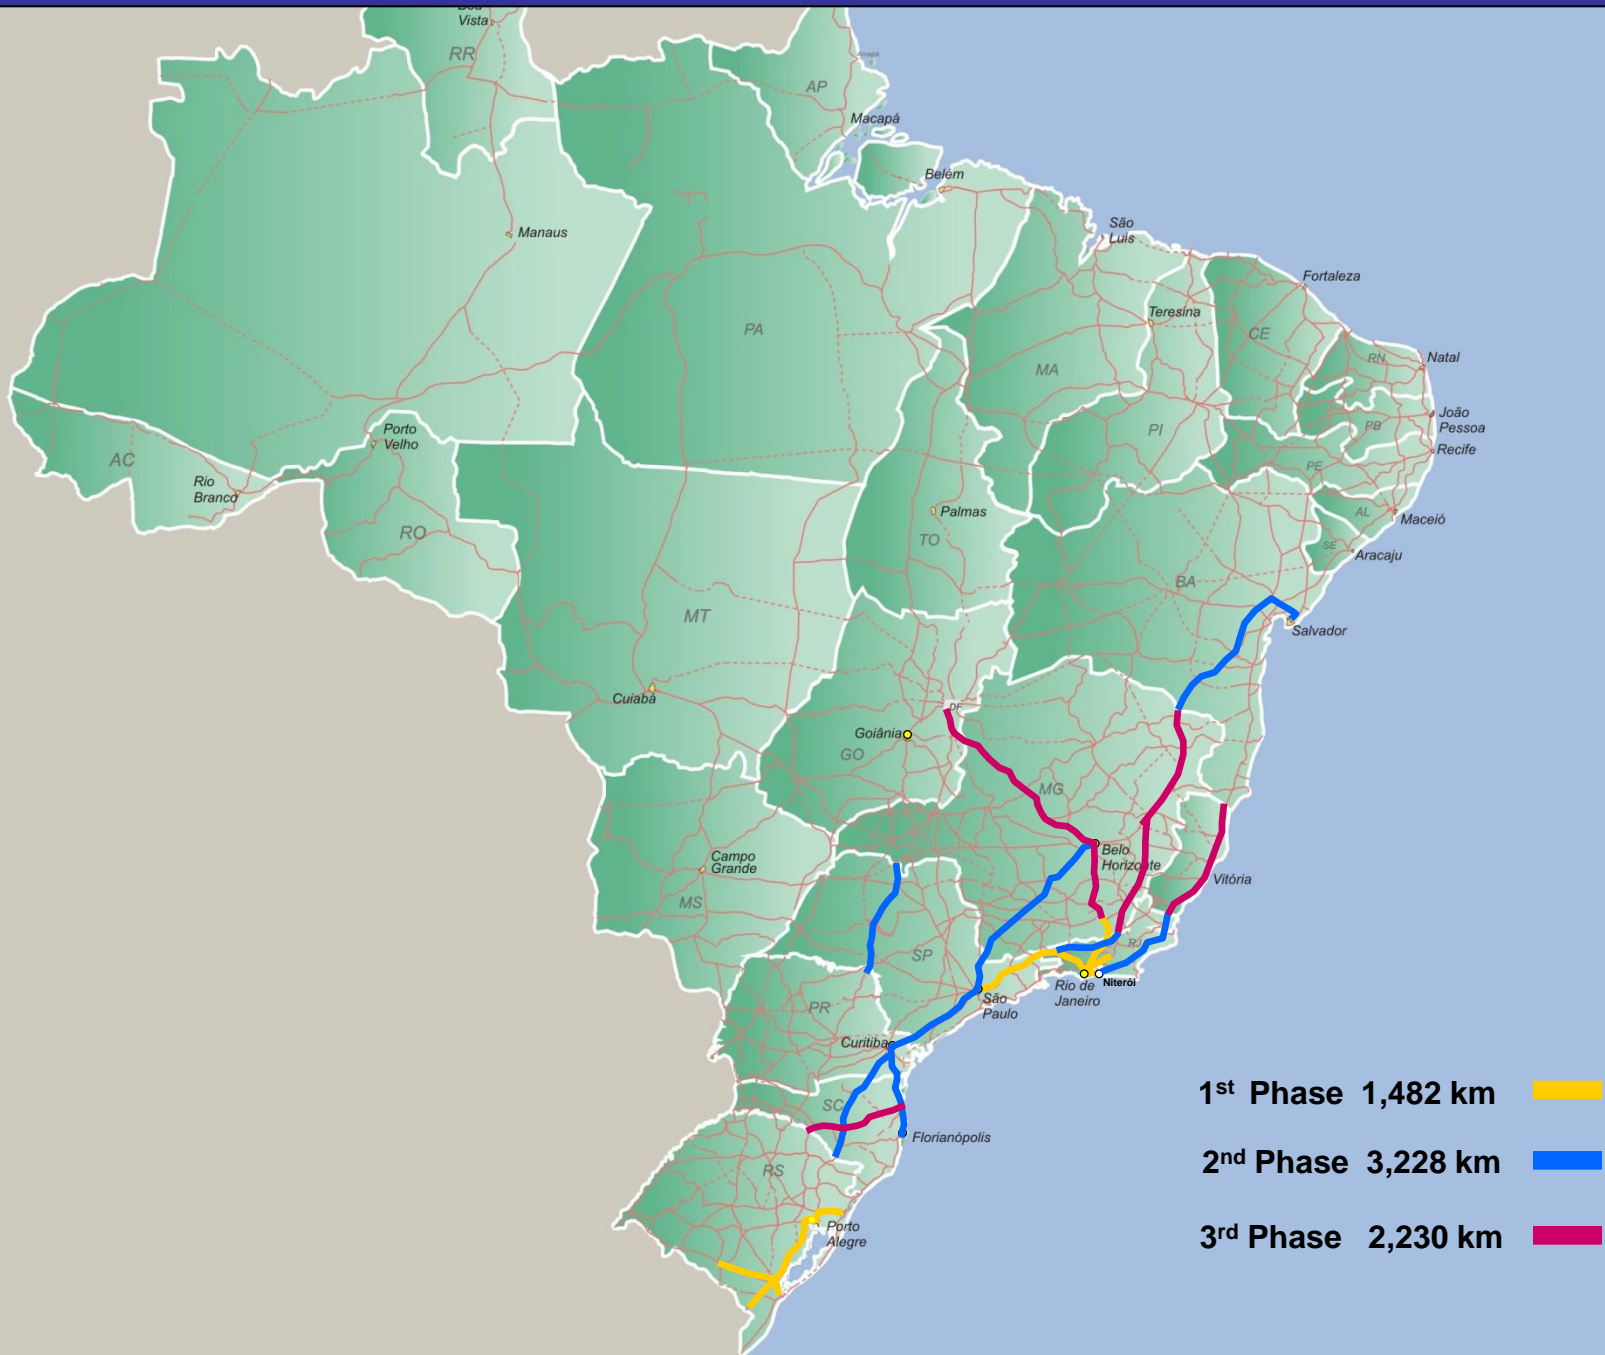 Boa
Vista
RR
Amapá
AP
Macapá
Belém
Manaus
São
Luis
Fortaleza
Teresina
PA
CE
MA
RN
Natal
João
Pessoa
PB
Recife
PI
Porto
Velho
AC
PE
Rio
Branco
Palmas
AL
Maceió
RO
TO
SE
Aracaju
BA
MT
Salvador
Cuiabá
DF
Goiânia
GO
MG
Belo
Horizonte
Campo
Grande
Vitória
MS
SP
RJ
Niterói
Rio de
Janeiro
São
Paulo
PR
Curitiba
1st Phase 1,482 km
SC
Florianópolis
2nd Phase 3,228 km
RS
Porto
Alegre
3rd Phase 2,230 km